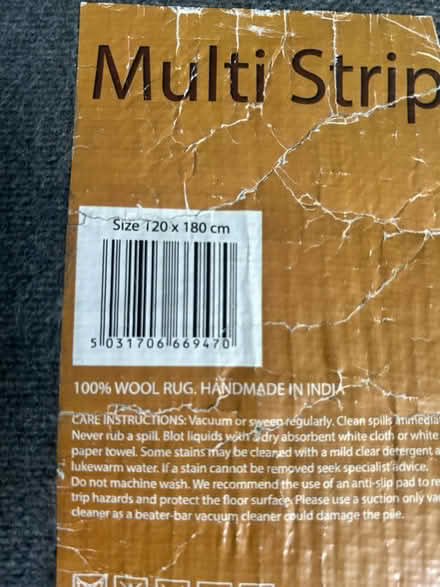 Multi Strip
Size 120 x 180 cm
5 031706 669470
100% WOOL RUG. HANDMADE IN INDIA
CARE INSTRUCTIONS: Vacuum or sweep regularly. Clean spills immedia
Never rub a spill. Blot liquids with a dry absorbent white cloth or white
paper towel. Some stains may be cleaned with a mild clear detergent a
lukewarm water. If a stain cannot be removed seek specialist advice.
Do not machine wash. We recommend the use of an anti-slip pad to re
trip hazards and protect the floor surface. Please use a suction only va
cleaner as a beater-bar vacuum cleaner could damage the pile.